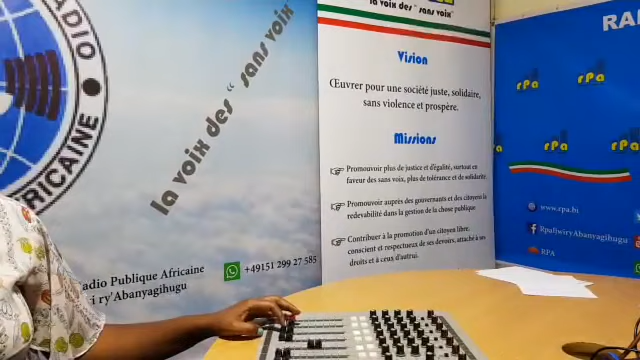 RADIO
AFRICAINE
la voix des " sans voix
Radio Publique Africaine
i ry'Abanyagihugu
+49151 299 27 585
la voix des " sans voix"
Vision
Œuvrer pour une société juste, solidaire,
sans violence et prospère.
Missions
Promouvoir plus de justice et d'égalité, surtout en
faveur des sans voix, plus de tolérance et de solidarité
Promouvoir auprès des gouvernants et des citoyens la
redevabilité dans la gestion de la chose publique
Contribuer à la promotion d'un citoyen libre,
conscient et respectueux de ses devoirs, attaché à ses
droits et à ceux d'autrui.
RA
rPa
rPa
rPa
rPa
www.rpa.bi
RpaIjwiryAbanyagihugu
RPA